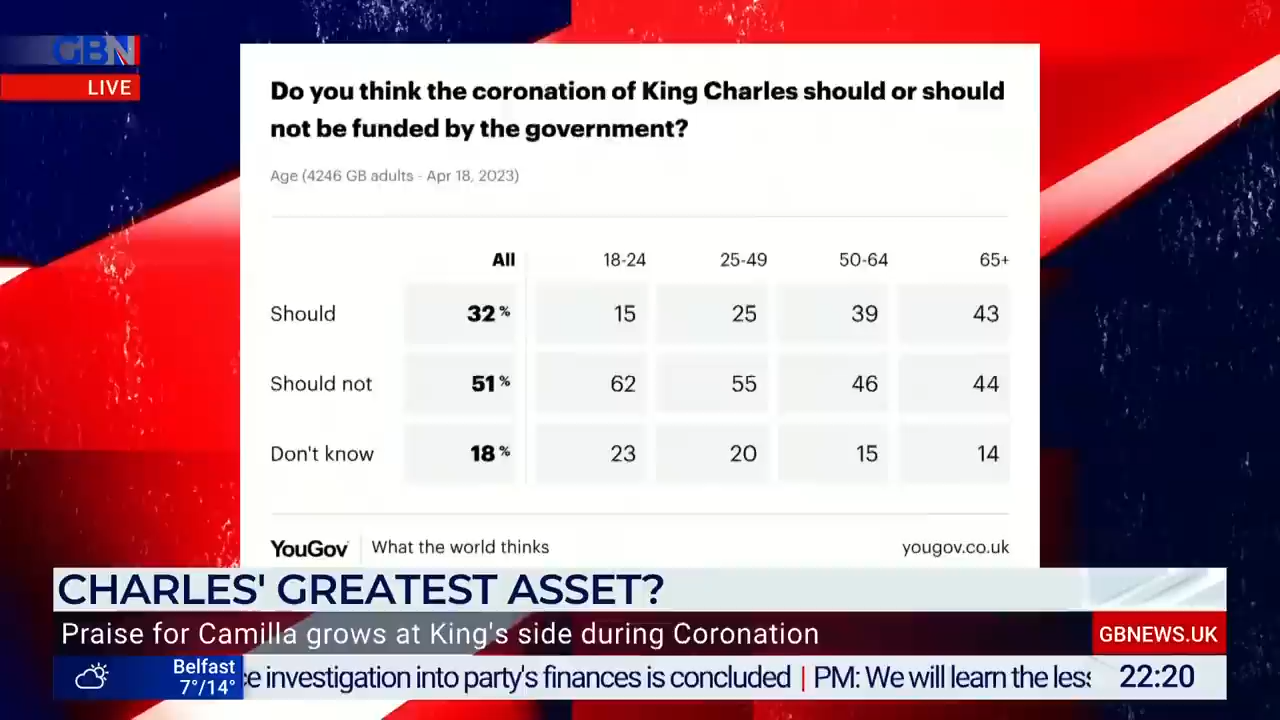 GBN
LIVE
Do you think the coronation of King Charles should or should
not be funded by the government?
Age (4246 GB adults - Apr 18, 2023)
All 18-24 25-49 50-64 65+
Should 32% 15 25 39 43
Should not 51% 62 55 46 44
Don't know 18% 23 20 15 14
YouGov What the world thinks yougov.co.uk
CHARLES' GREATEST ASSET?
Praise for Camilla grows at King's side during Coronation GBNEWS.UK
Belfast
7°/14°
ce investigation into party's finances is concluded | PM: We will learn the less 22:20